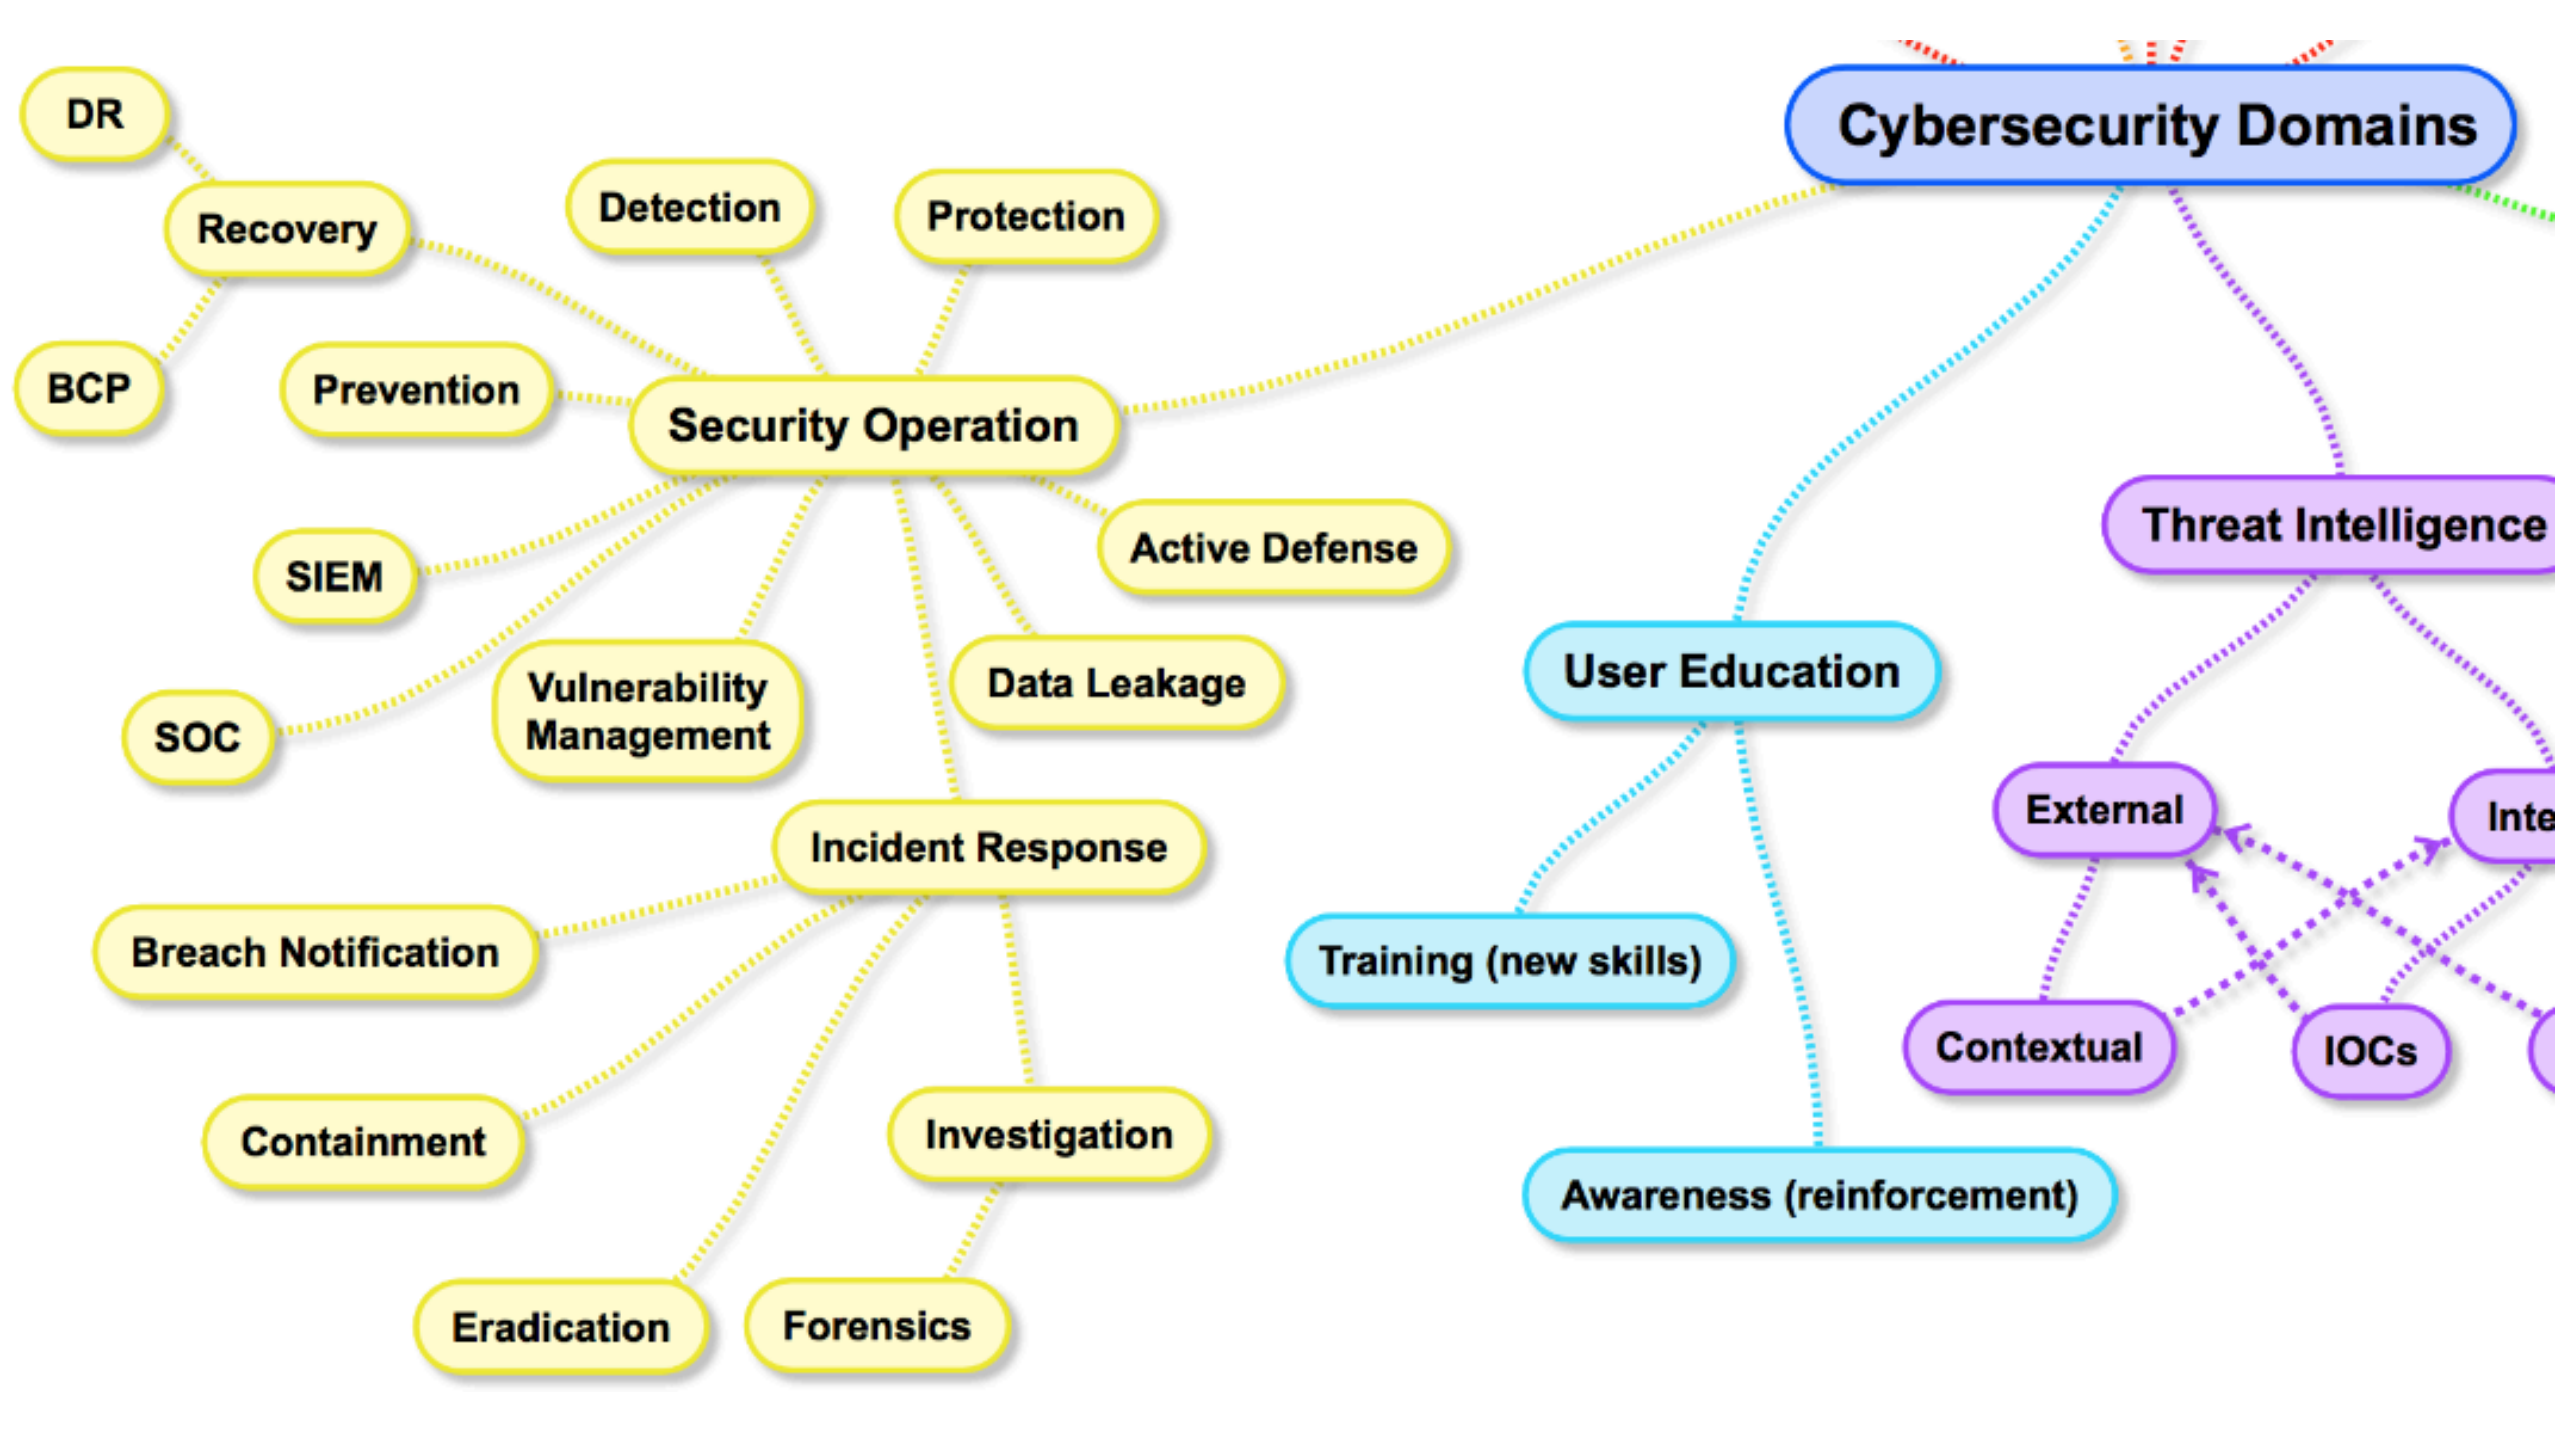 Cybersecurity Domains
DR
Recovery
BCP
Detection
Protection
Prevention
Security Operation
SIEM
SOC
Vulnerability
Management
Active Defense
Data Leakage
Incident Response
Breach Notification
Containment
Eradication
Investigation
Forensics
User Education
Training (new skills)
Awareness (reinforcement)
Threat Intelligence
External
Contextual
IOCs